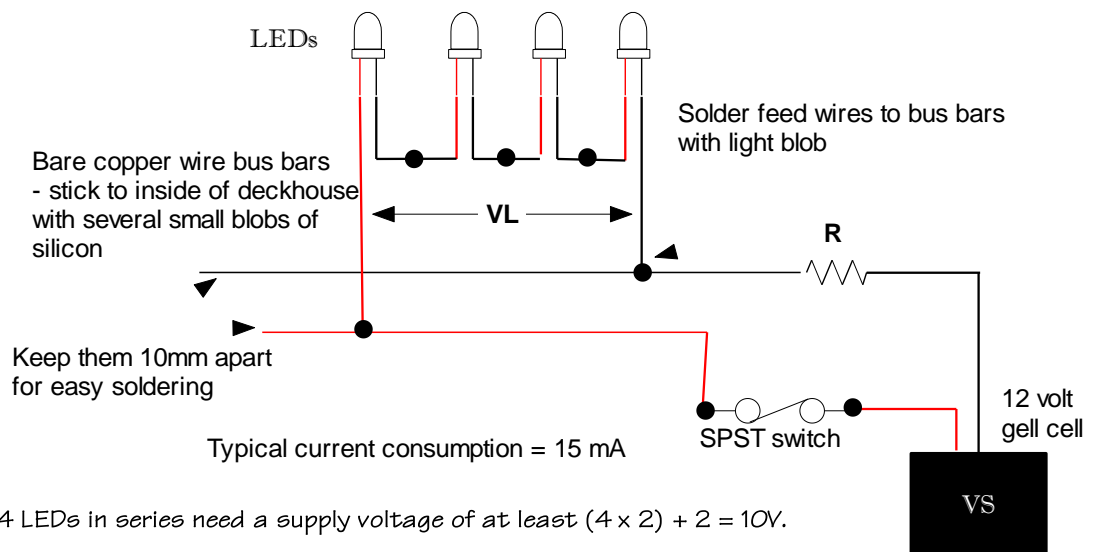 LEDs
Solder feed wires to bus bars
with light blob
Bare copper wire bus bars
- stick to inside of deckhouse
with several small blobs of
silicon
VL
R
Keep them 10mm apart
for easy soldering
12 volt
gell cell
SPST switch
Typical current consumption = 15 mA
VS
4 LEDs in series need a supply voltage of at least (4 x 2) + 2 = 10V.